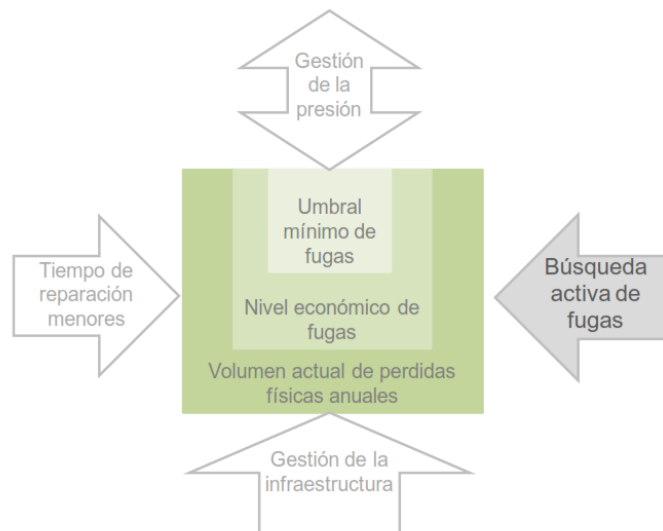 Gestión
de la
presión
Umbral
mínimo de
fugas
Tiempo de
reparación
menores
Búsqueda
activa de
fugas
Nivel económico de
fugas
Volumen actual de perdidas
físicas anuales
Gestión de la
infraestructura